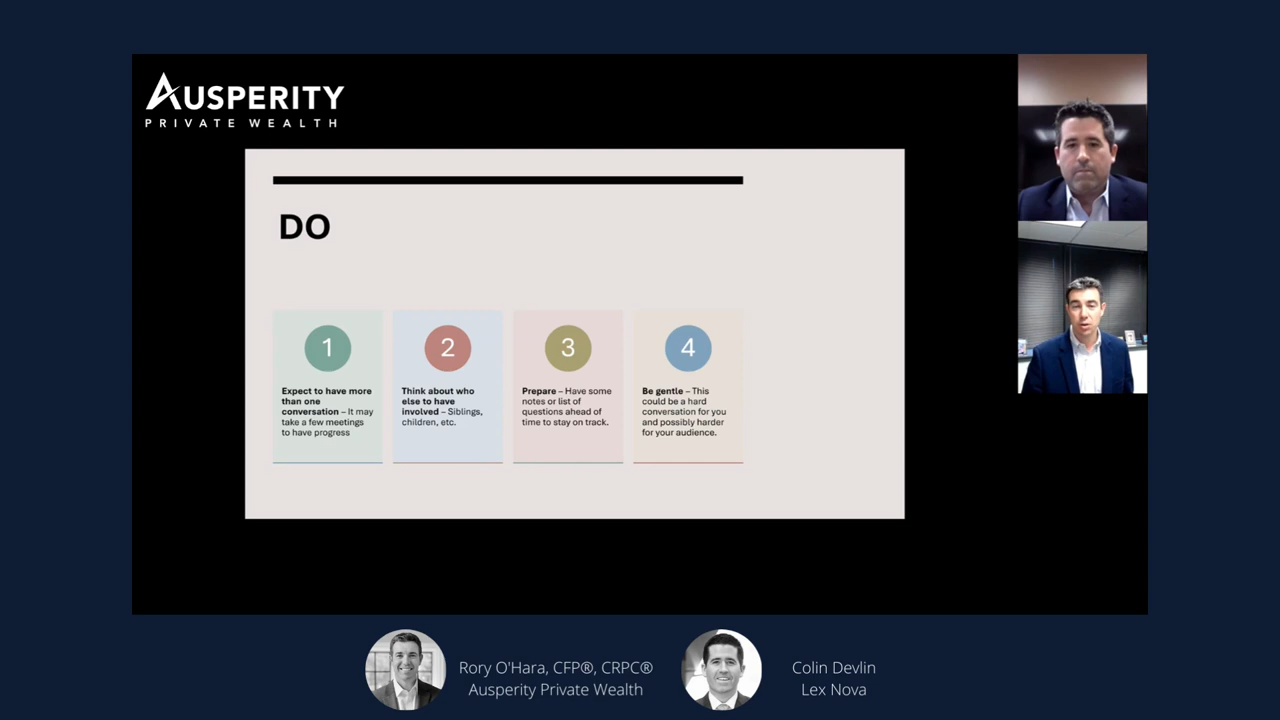 AUSPERITY
PRIVATE WEALTH
DO
1
Expect to have more
than one
conversation – It may
take a few meetings
to have progress
2
Think about who
else to have
involved – Siblings,
children, etc.
3
Prepare – Have some
notes or list of
questions ahead of
time to stay on track.
4
Be gentle – This
could be a hard
conversation for you
and possibly harder
for your audience.
Rory O'Hara, CFP®, CRPC®
Ausperity Private Wealth
Colin Devlin
Lex Nova